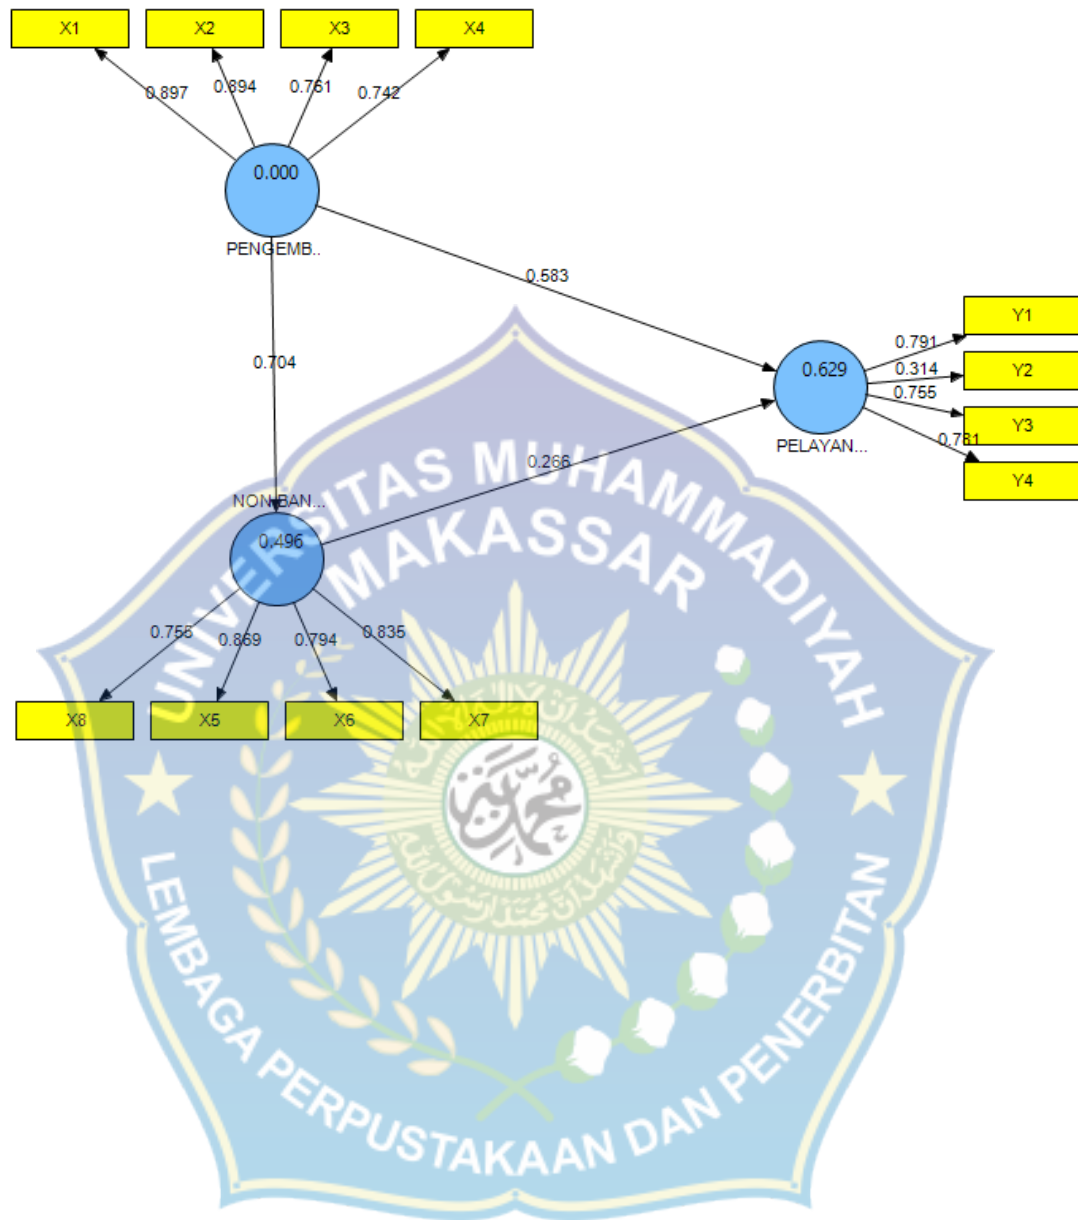 X1
X2
X3
X4
0.897
0.894
0.761
0.742
0.000
PENGEMB..
0.583
0.704
Y1
0.791
0.629
0.314
Y2
0.755
Y3
PELAYAN...
Y4
0.266
NON BAN...
0.496
0.869
0.794
0.835
X8
X5
X6
X7
UNIVERSITAS MUHAMMADIYAH
MAKASSAR
LEMBAGA PERPUSTAKAAN DAN PENERBITAN